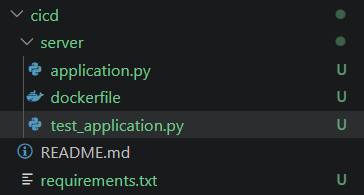 cicd
server
application.py U
dockerfile U
test_application.py U
README.md
requirements.txt U